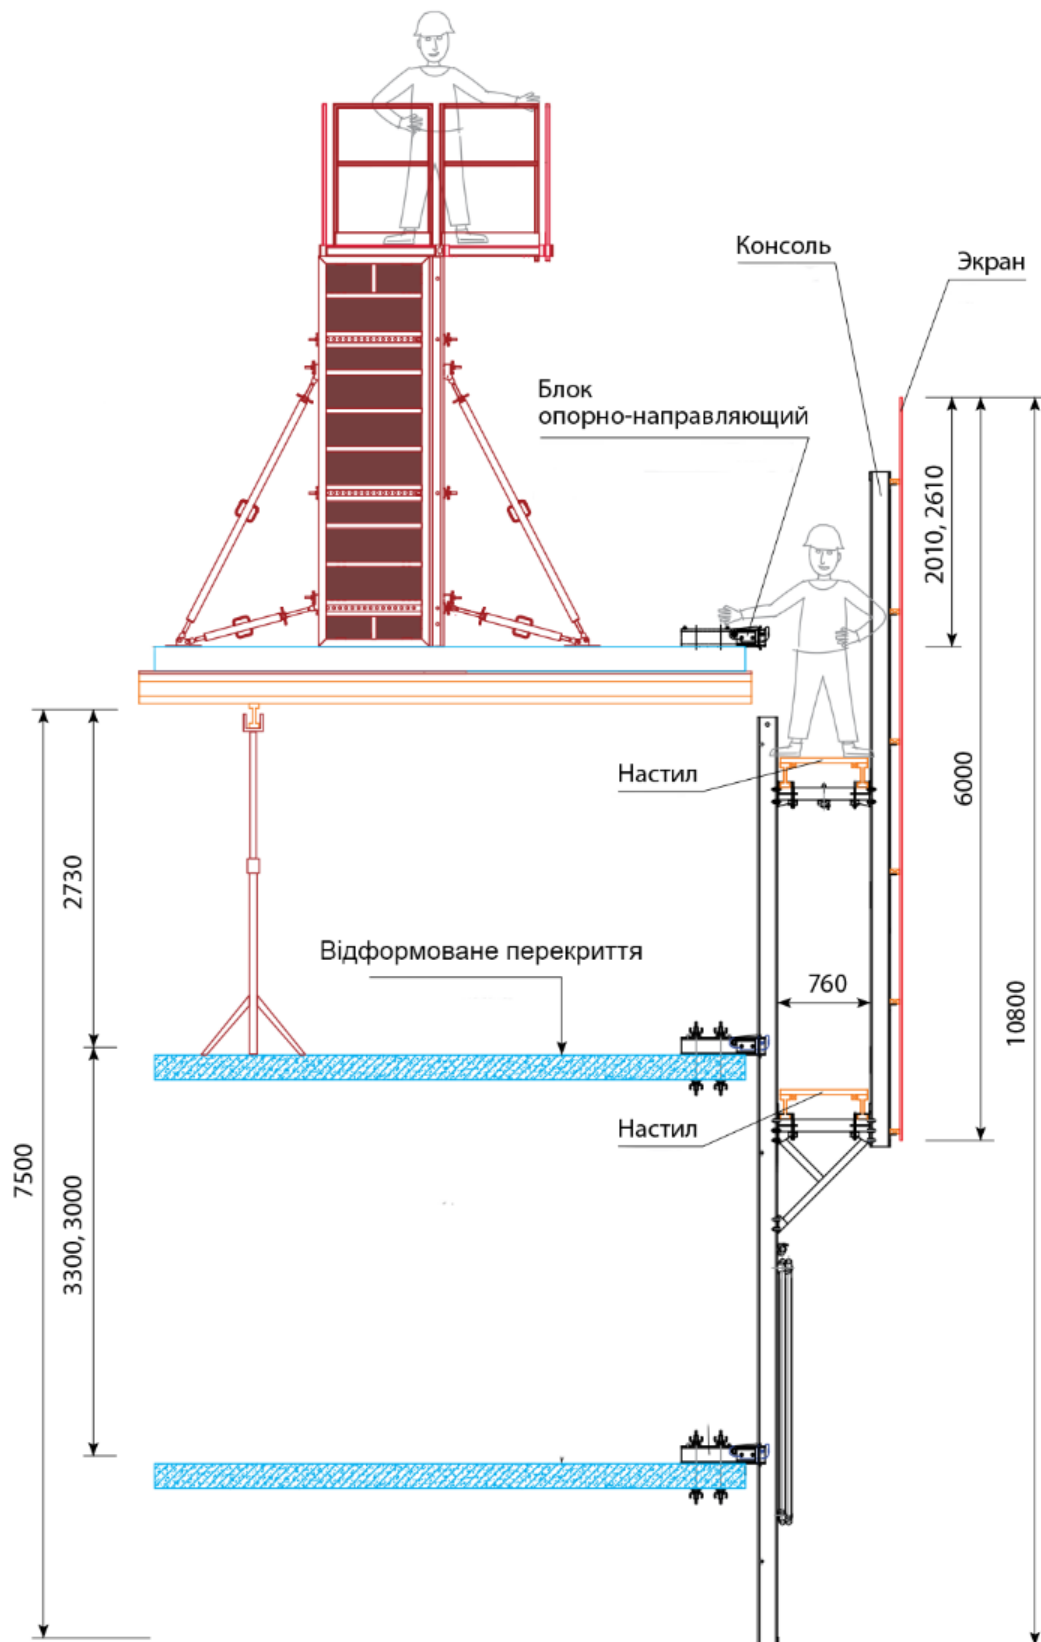 Консоль
Экран
Блок
опорно-направляющий
2010, 2610
Настил
6000
2730
Відформоване перекриття
760
10800
Настил
7500
3300, 3000